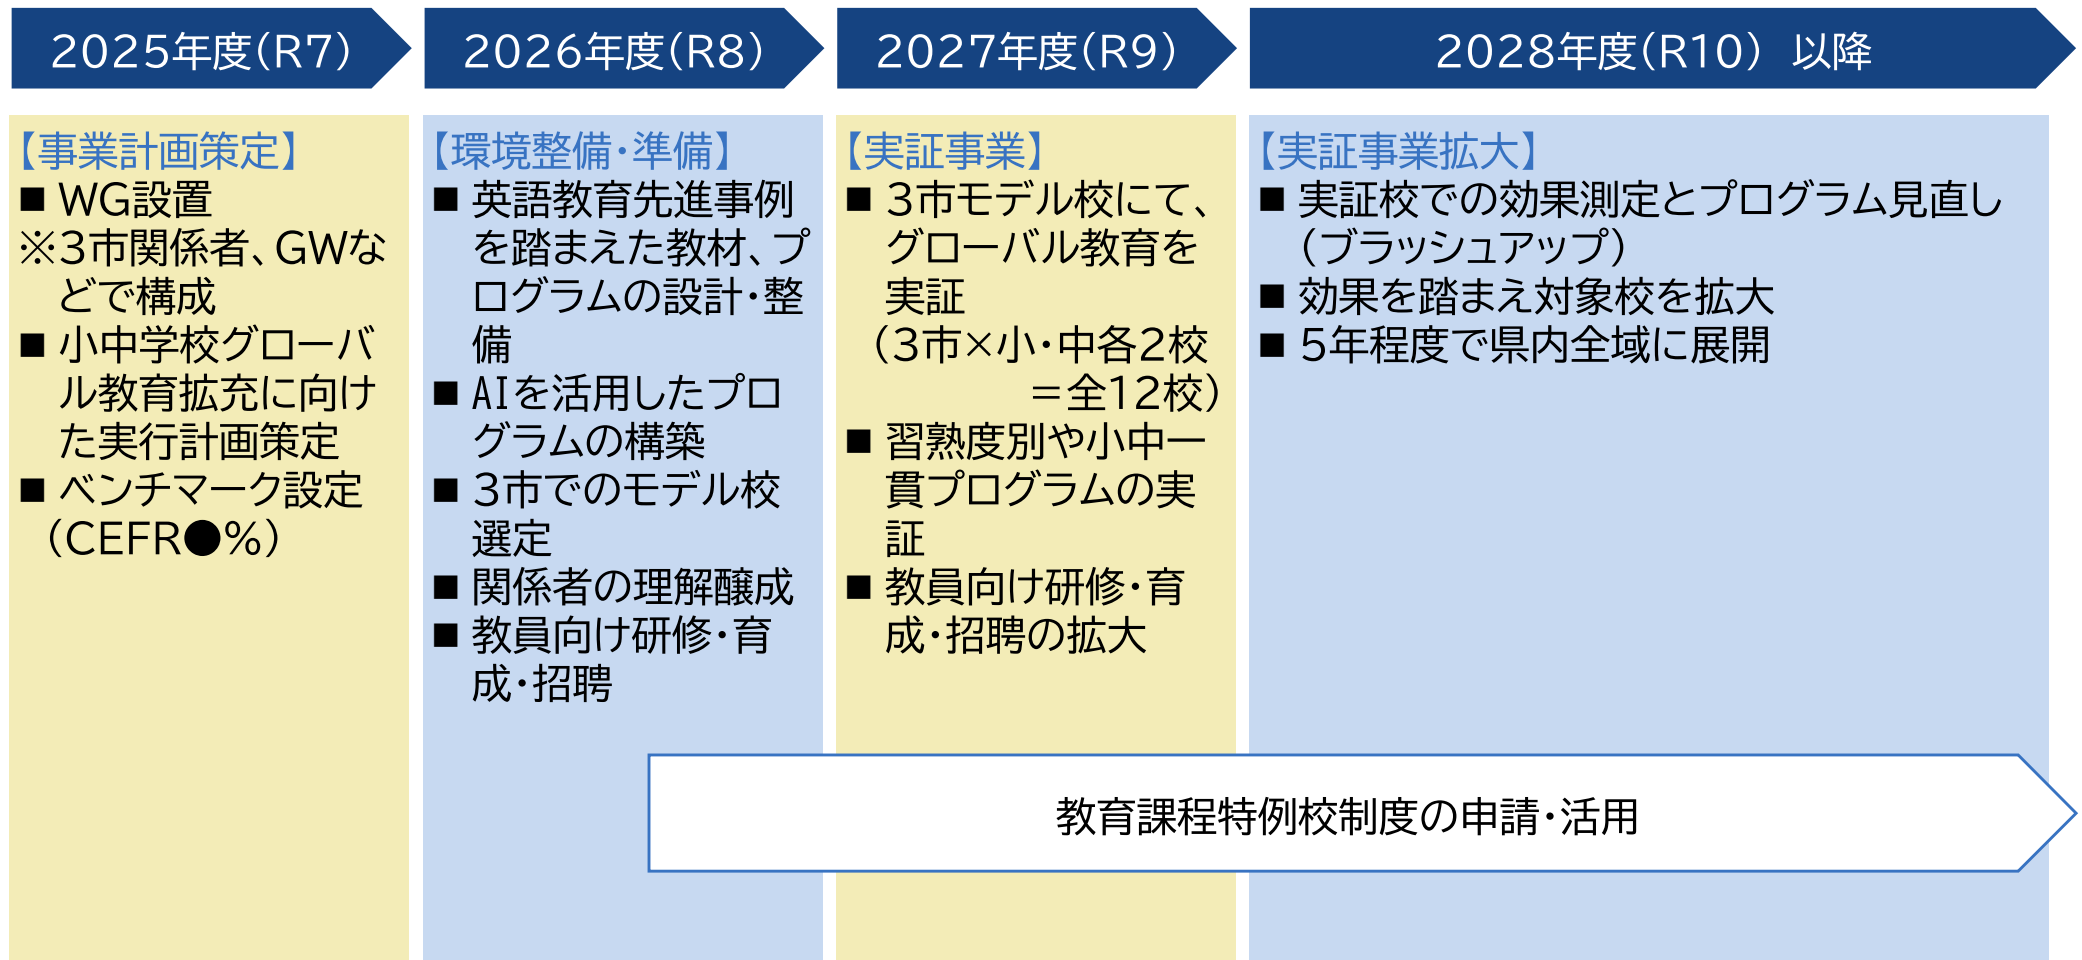 2025年度(R7)
2026年度(R8)
2027年度(R9)
2028年度(R10) 以降
【事業計画策定】
■ WG設置
※3市関係者、GWな
どで構成
■ 小中学校グローバ
ル教育拡充に向け
た実行計画策定
■ ベンチマーク設定
(CEFR●%)
【環境整備・準備】
■ 英語教育先進事例
を踏まえた教材、プ
ログラムの設計・整
備
■ AIを活用したプロ
グラムの構築
■ 3市でのモデル校
選定
■ 関係者の理解醸成
■ 教員向け研修・育
成・招聘
【実証事業】
■ 3市モデル校にて、
グローバル教育を
実証
(3市×小・中各2校
=全12校)
■ 習熟度別や小中一
貫プログラムの実
証
■ 教員向け研修・育
成・招聘の拡大
【実証事業拡大】
■ 実証校での効果測定とプログラム見直し
(ブラッシュアップ)
■ 効果を踏まえ対象校を拡大
■ 5年程度で県内全域に展開
教育課程特例校制度の申請・活用